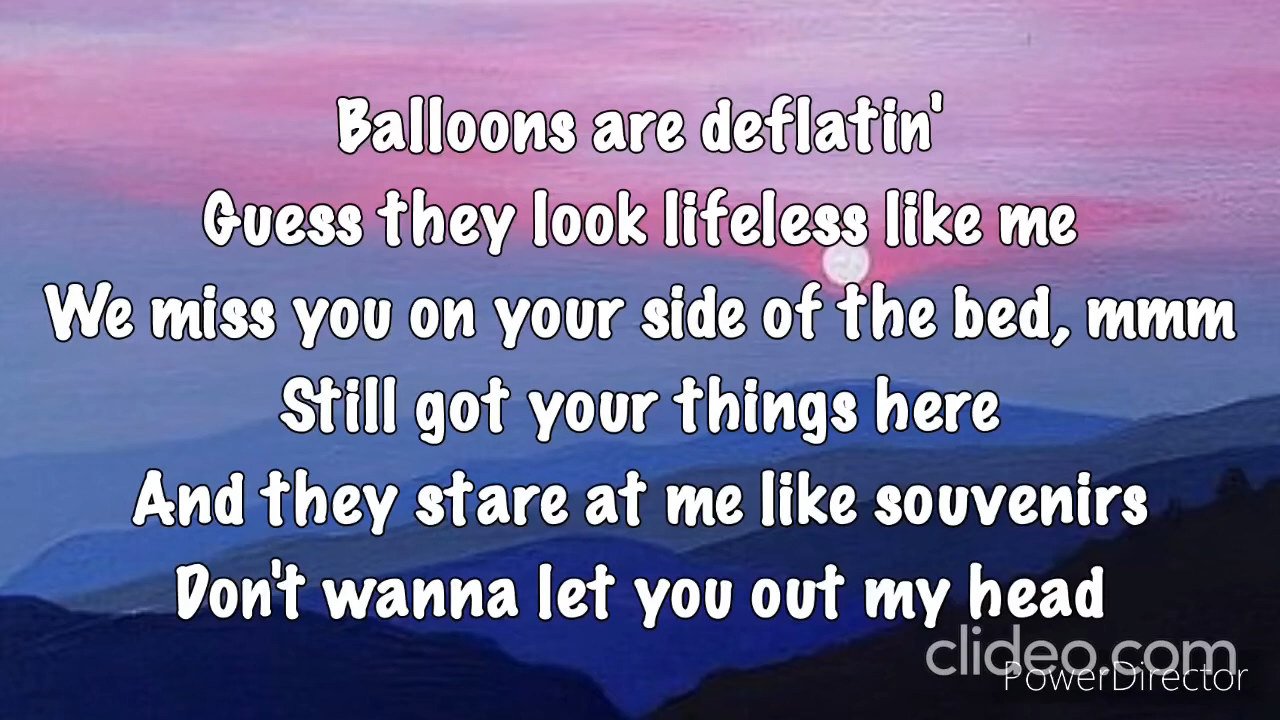 Balloons are deflatin'
Guess they look lifeless like me
We miss you on your side of the bed, mmm
Still got your things here
And they stare at me like souvenirs
Don't wanna let you out my head
clideo.com
PowerDirector